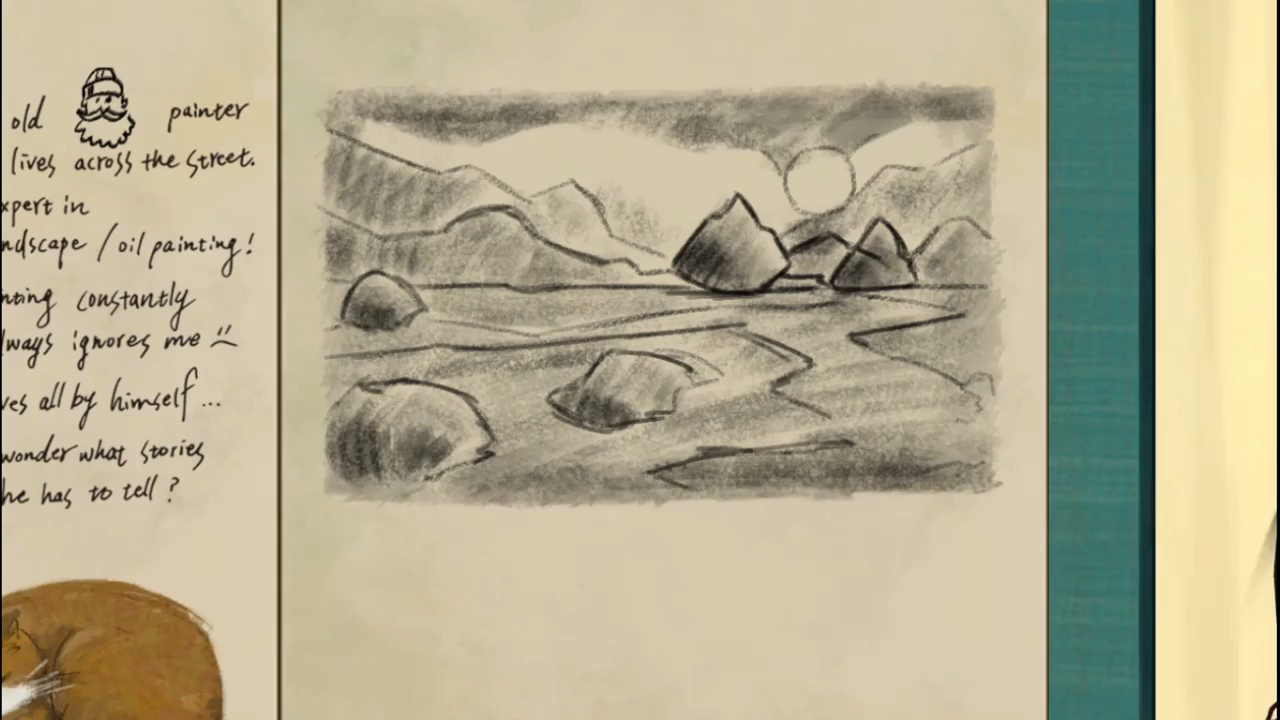 old painter
lives across the street.
xpert in
ndscape / oil painting!
nting constantly
lways ignores me
ves all by himself...
wonder what stories
he has to tell?